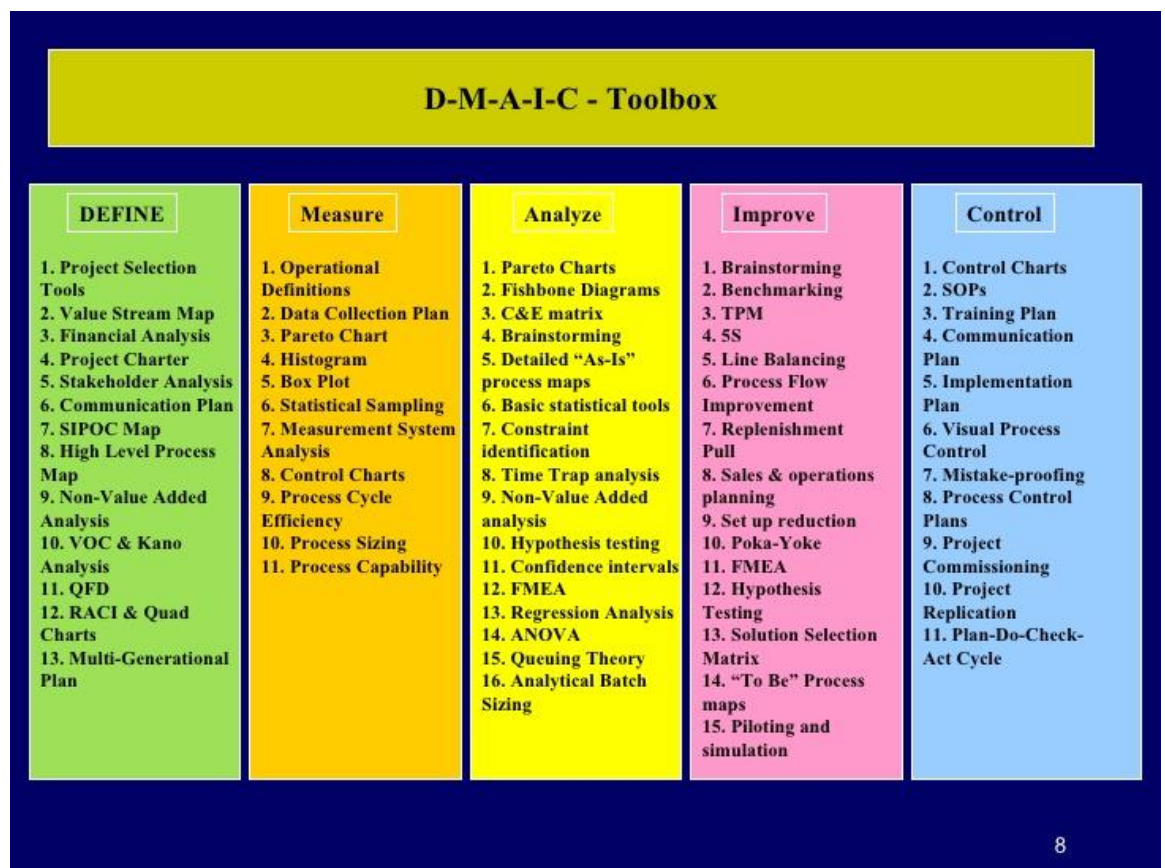 D-M-A-I-C - Toolbox
DEFINE
1. Project Selection
Tools
2. Value Stream Map
3. Financial Analysis
4. Project Charter
5. Stakeholder Analysis
6. Communication Plan
7. SIPOC Map
8. High Level Process
Map
9. Non-Value Added
Analysis
10. VOC & Kano
Analysis
11. QFD
12. RACI & Quad
Charts
13. Multi-Generational
Plan
Measure
1. Operational
Definitions
2. Data Collection Plan
3. Pareto Chart
4. Histogram
5. Box Plot
6. Statistical Sampling
7. Measurement System
Analysis
8. Control Charts
9. Process Cycle
Efficiency
10. Process Sizing
11. Process Capability
Analyze
1. Pareto Charts
2. Fishbone Diagrams
3. C&E matrix
4. Brainstorming
5. Detailed “As-Is”
process maps
6. Basic statistical tools
7. Constraint
identification
8. Time Trap analysis
9. Non-Value Added
analysis
10. Hypothesis testing
11. Confidence intervals
12. FMEA
13. Regression Analysis
14. ANOVA
15. Queuing Theory
16. Analytical Batch
Sizing
Improve
1. Brainstorming
2. Benchmarking
3. TPM
4. 5S
5. Line Balancing
6. Process Flow
Improvement
7. Replenishment
Pull
8. Sales & operations
planning
9. Set up reduction
10. Poka-Yoke
11. FMEA
12. Hypothesis
Testing
13. Solution Selection
Matrix
14. “To Be” Process
maps
15. Piloting and
simulation
Control
1. Control Charts
2. SOPs
3. Training Plan
4. Communication
Plan
5. Implementation
Plan
6. Visual Process
Control
7. Mistake-proofing
8. Process Control
Plans
9. Project
Commissioning
10. Project
Replication
11. Plan-Do-Check-
Act Cycle
8